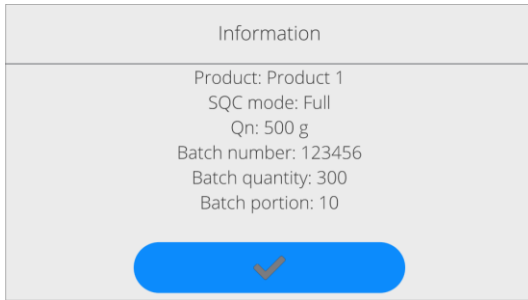 Information
Product: Product 1
SQC mode: Full
Qn: 500 g
Batch number: 123456
Batch quantity: 300
Batch portion: 10